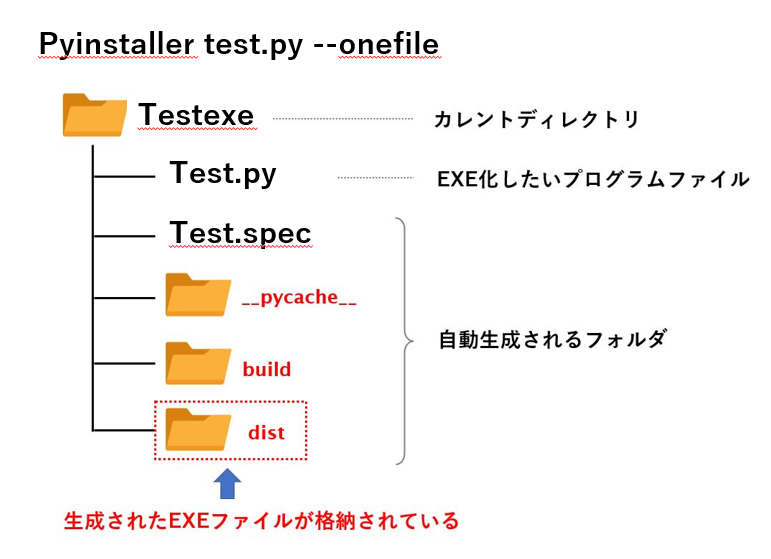 Pyinstaller test.py --onefile
Testexe
カレントディレクトリ
Test.py
EXE化したいプログラムファイル
Test.spec
__pycache__
自動生成されるフォルダ
build
dist
生成されたEXEファイルが格納されている